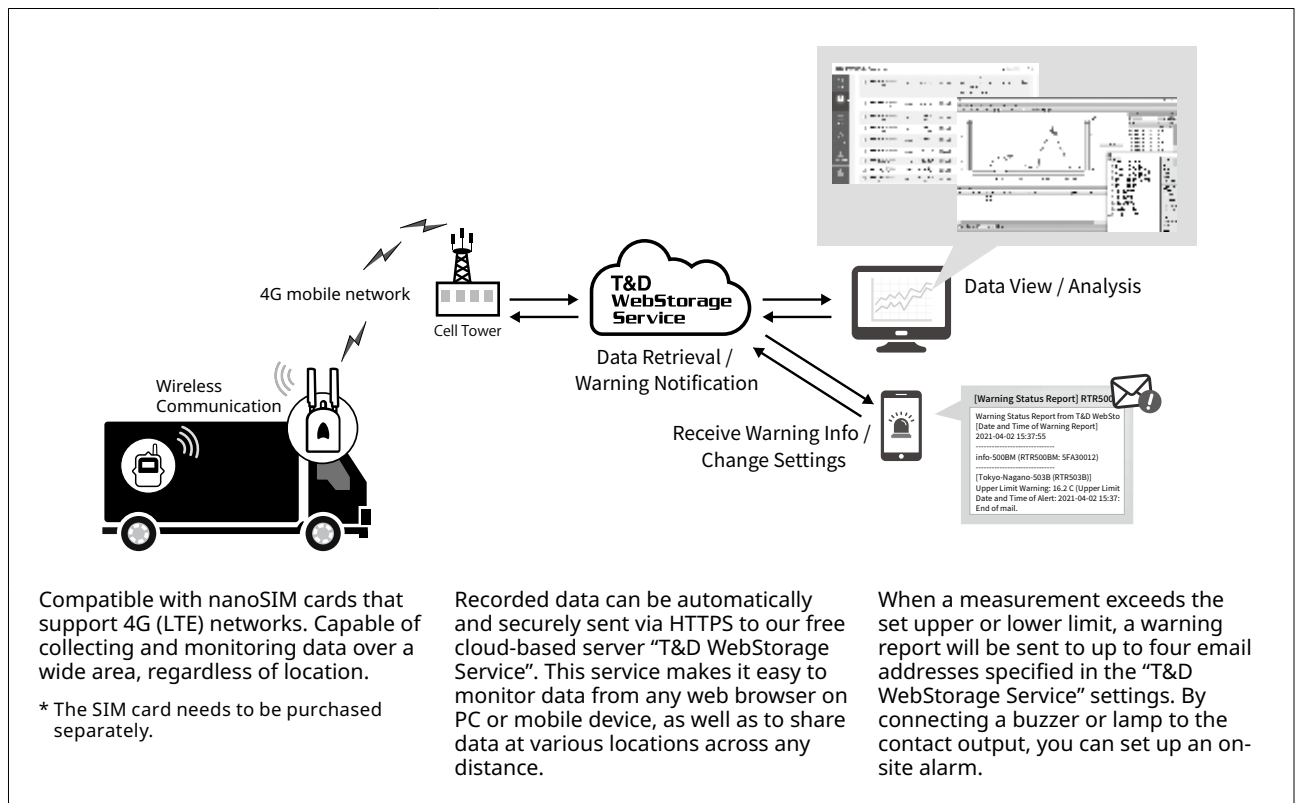 4G mobile network
Cell Tower
T&D
WebStorage
Service
Data View / Analysis
Data Retrieval /
Warning Notification
Wireless
Communication
Receive Warning Info /
Change Settings
[Warning Status Report] RTR500
Warning Status Report from T&D WebSto
[Date and Time of Warning Report]
2021-04-02 15:37:55
------------------------------
info-500BM (RTR500BM: 5FA30012)
------------------------------
[Tokyo-Nagano-503B (RTR503B)]
Upper Limit Warning: 16.2 C (Upper Limit
Date and Time of Alert: 2021-04-02 15:37:
End of mail.
Compatible with nanoSIM cards that
support 4G (LTE) networks. Capable of
collecting and monitoring data over a
wide area, regardless of location.
* The SIM card needs to be purchased
separately.
Recorded data can be automatically
and securely sent via HTTPS to our free
cloud-based server “T&D WebStorage
Service”. This service makes it easy to
monitor data from any web browser on
PC or mobile device, as well as to share
data at various locations across any
distance.
When a measurement exceeds the
set upper or lower limit, a warning
report will be sent to up to four email
addresses specified in the “T&D
WebStorage Service” settings. By
connecting a buzzer or lamp to the
contact output, you can set up an on-
site alarm.